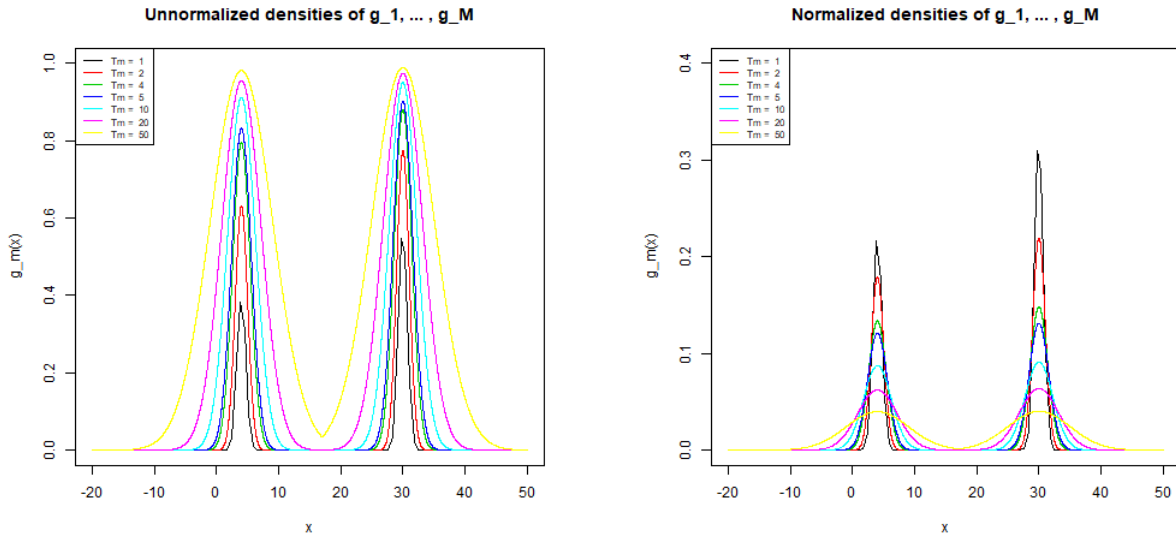 Unnormalized densities of g_1, ... , g_M
Tm = 1
Tm = 2
Tm = 4
Tm = 5
Tm = 10
Tm = 20
Tm = 50
g_m(x)
1.0
0.8
0.6
0.4
0.2
0.0
-20 -10 0 10 20 30 40 50
x
Normalized densities of g_1, ... , g_M
Tm = 1
Tm = 2
Tm = 4
Tm = 5
Tm = 10
Tm = 20
Tm = 50
g_m(x)
0.4
0.3
0.2
0.1
0.0
-20 -10 0 10 20 30 40 50
x